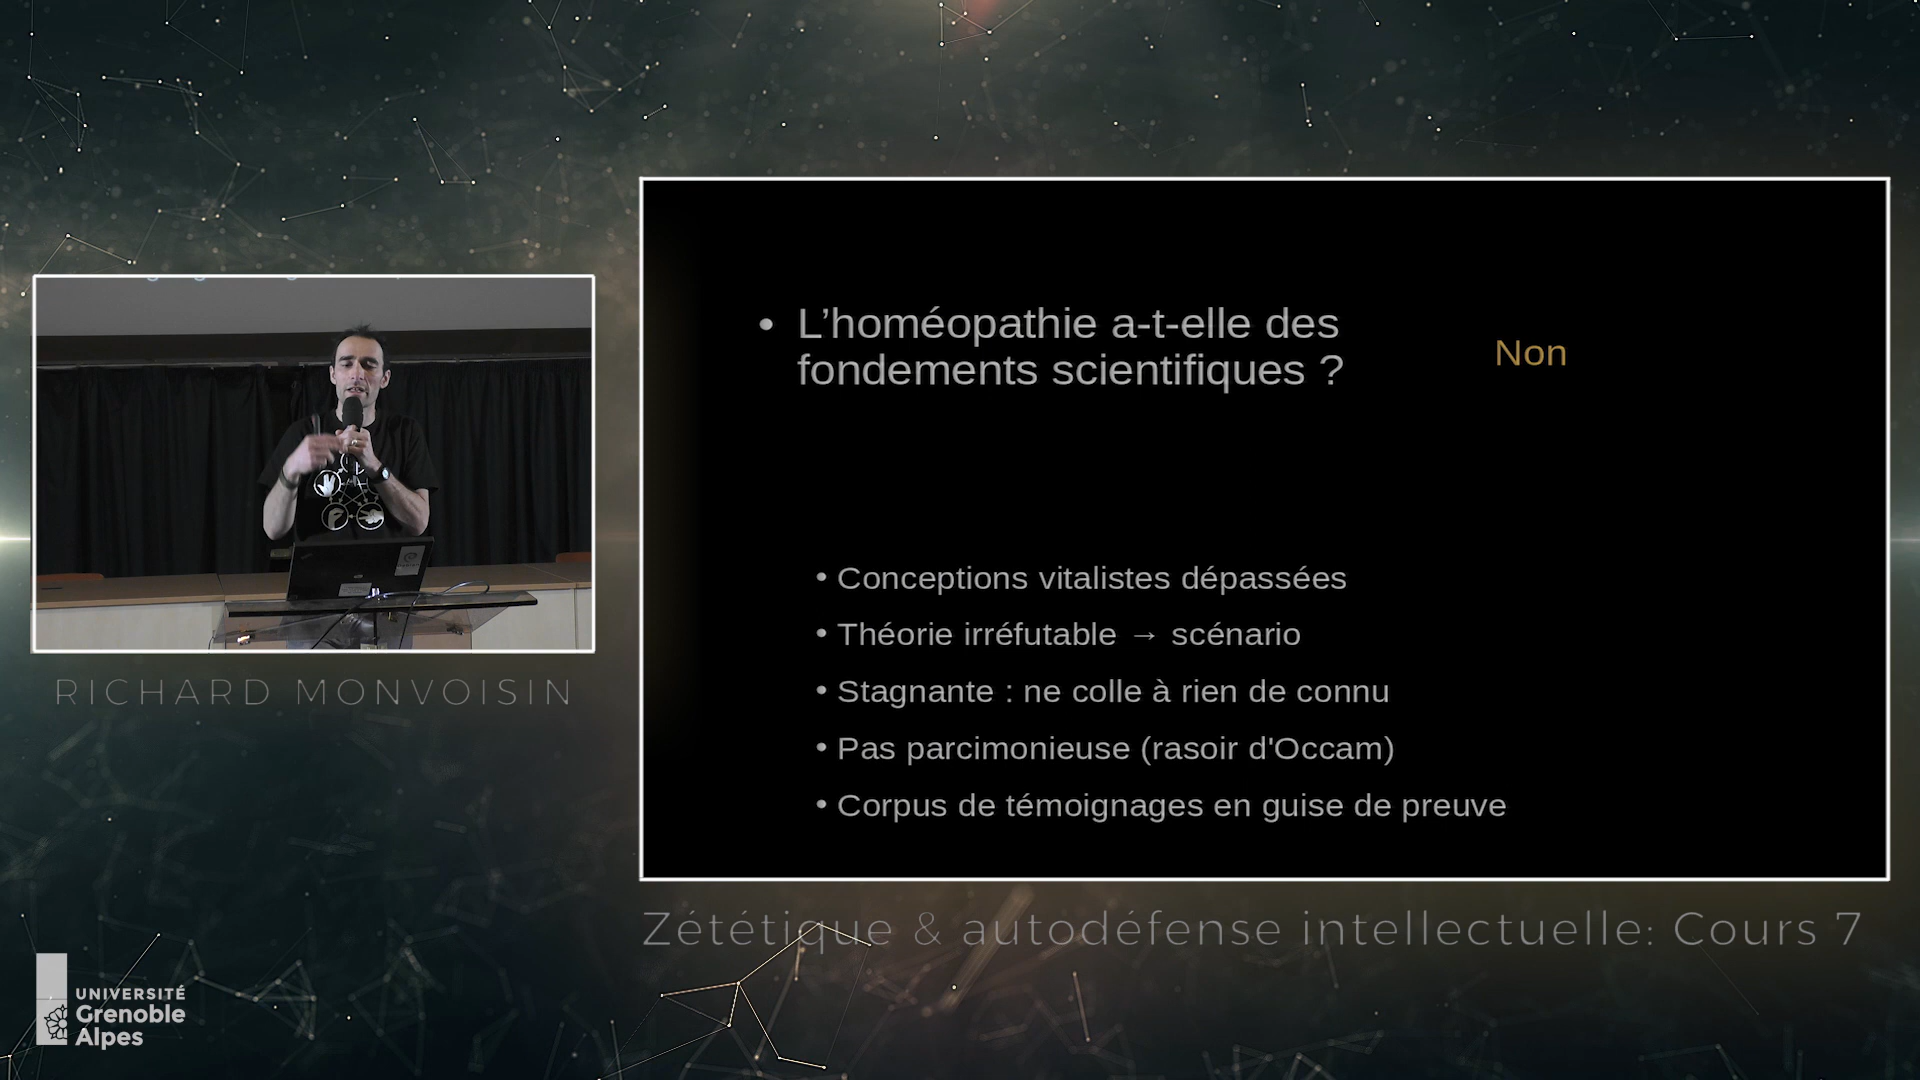 • L’homéopathie a-t-elle des
fondements scientifiques ?
Non
• Conceptions vitalistes dépassées
• Théorie irréfutable → scénario
• Stagnante : ne colle à rien de connu
• Pas parcimonieuse (rasoir d'Occam)
• Corpus de témoignages en guise de preuve
RICHARD MONVOISIN
Zététique & autodéfense intellectuelle: Cours 7
UNIVERSITÉ
Grenoble
Alpes